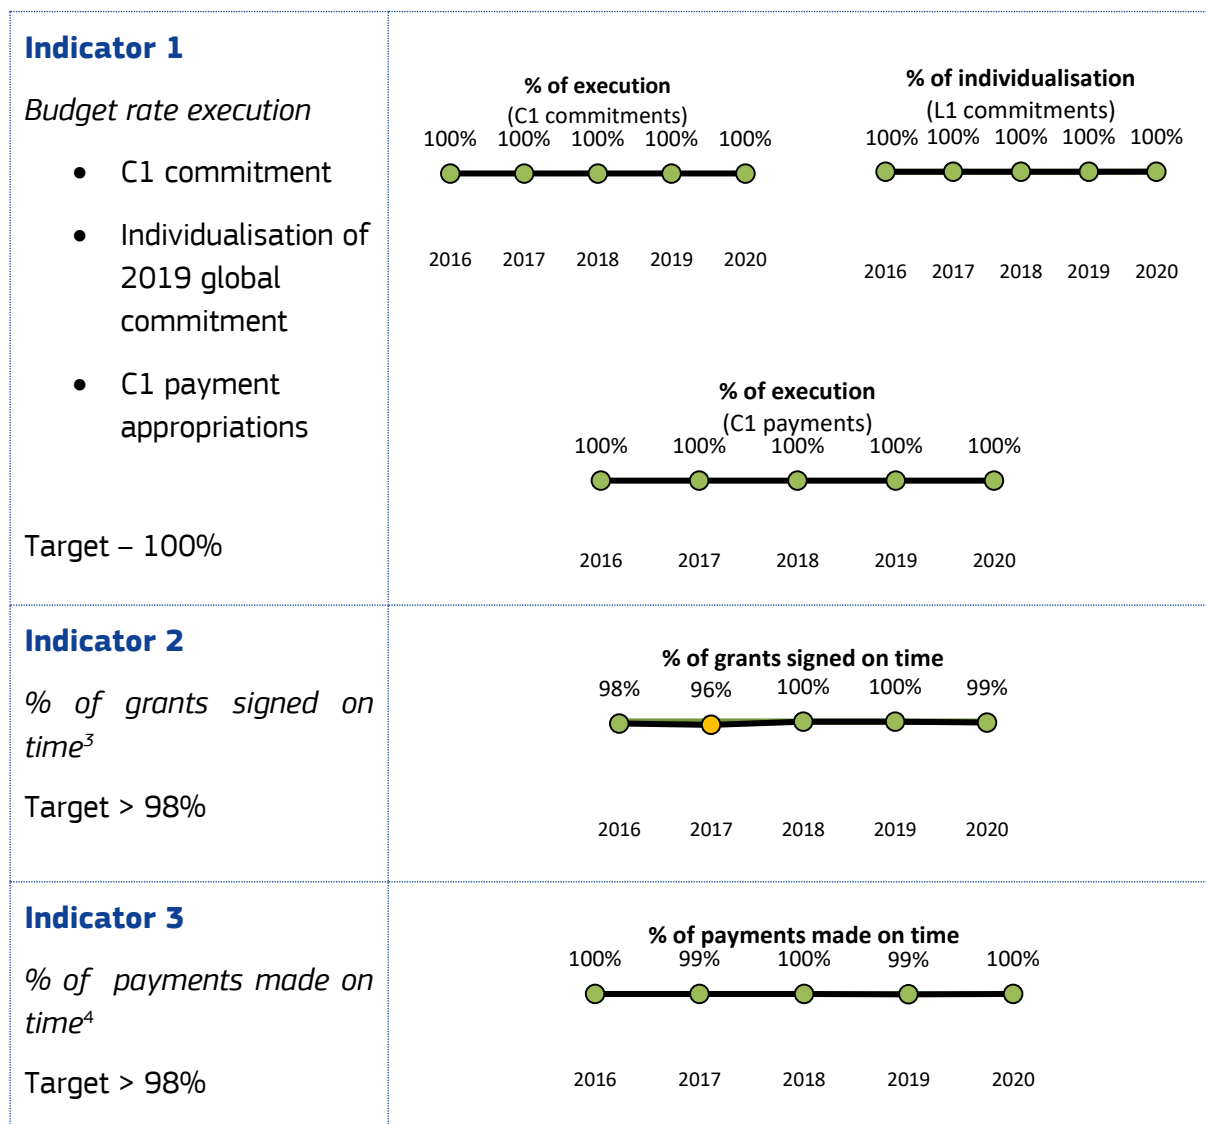 Indicator 1
Budget rate execution
• C1 commitment
• Individualisation of
2019 global
commitment
• C1 payment
appropriations
Target – 100%
% of execution
(C1 commitments)
100% 100% 100% 100% 100%
2016 2017 2018 2019 2020
% of individualisation
(L1 commitments)
100% 100% 100% 100% 100%
2016 2017 2018 2019 2020
% of execution
(C1 payments)
100% 100% 100% 100% 100%
2016 2017 2018 2019 2020
Indicator 2
% of grants signed on
time³
Target > 98%
% of grants signed on time
98% 96% 100% 100% 99%
2016 2017 2018 2019 2020
Indicator 3
% of payments made on
time⁴
Target > 98%
% of payments made on time
100% 99% 100% 99% 100%
2016 2017 2018 2019 2020